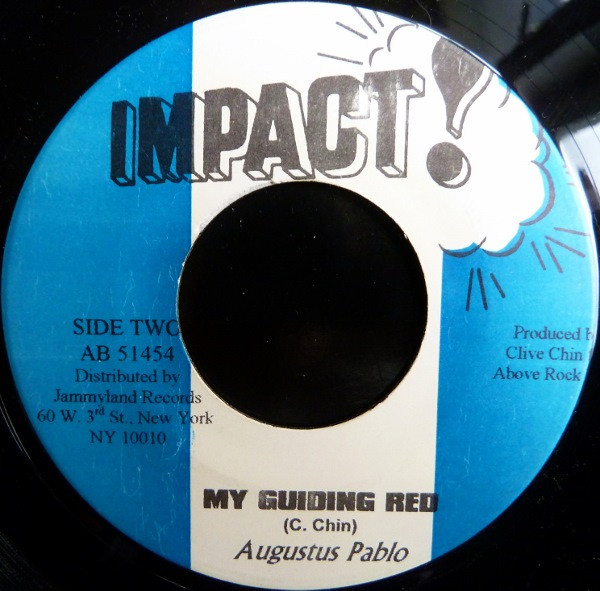 IMPACT!
SIDE TWO
AB 51454
Distributed by
Jammyland Records
60 W. 3rd St., New York
NY 10010
Produced b
Clive Chin
Above Rock
MY GUIDING RED
(C. Chin)
Augustus Pablo